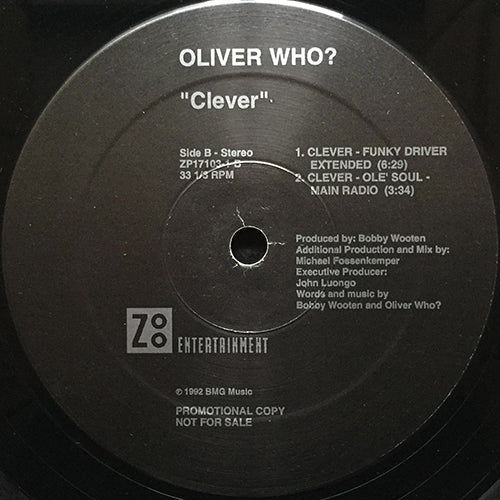 OLIVER WHO?
"Clever"
Side B - Stereo
ZP17103-1-B
33 1/3 RPM
1. CLEVER - FUNKY DRIVER
EXTENDED (6:29)
2. CLEVER - OLE' SOUL -
MAIN RADIO (3:34)
Produced by: Bobby Wooten
Additional Production and Mix by:
Michael Fossenkemper
Executive Producer:
John Luongo
Words and music by
Bobby Wooten and Oliver Who?
ZOO
ENTERTAINMENT
℗ 1992 BMG Music
PROMOTIONAL COPY
NOT FOR SALE